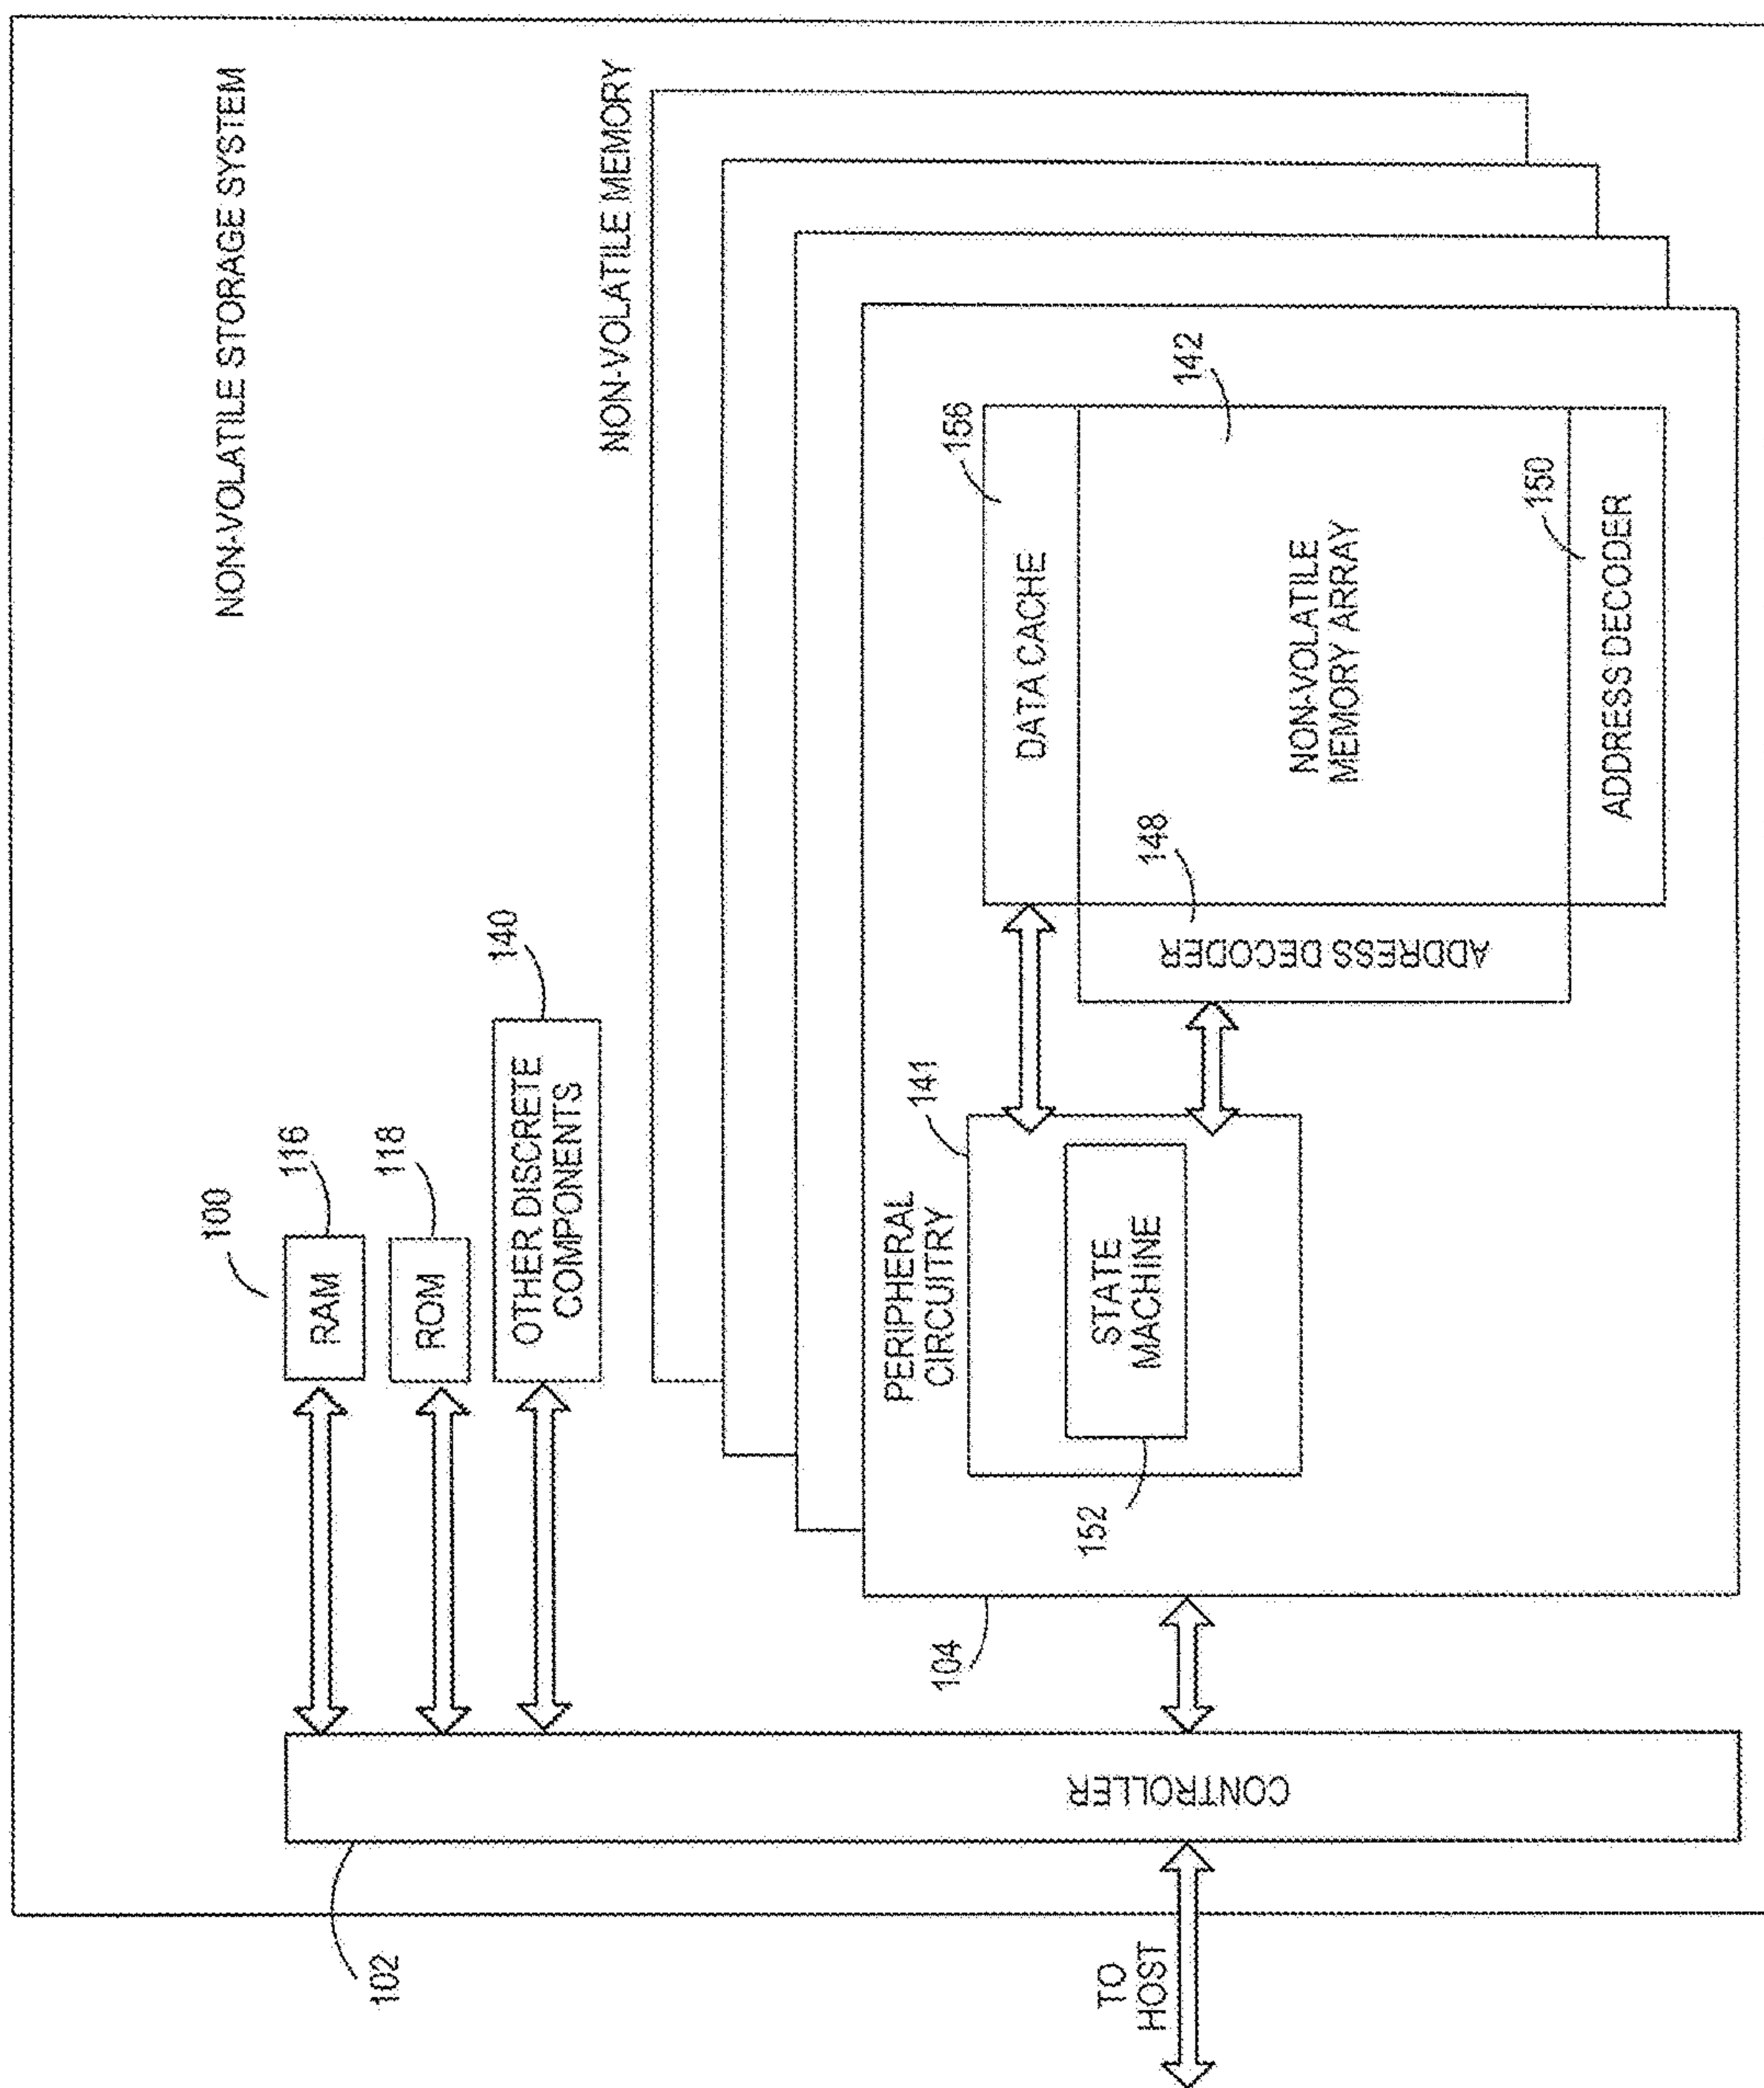 NON-VOLATILE STORAGE SYSTEM
100
RAM
116
ROM
118
OTHER DISCRETE
COMPONENTS
140
NON-VOLATILE MEMORY
102
CONTROLLER
TO
HOST
104
PERIPHERAL
CIRCUITRY
141
STATE
MACHINE
152
DATA CACHE
156
ADDRESS DECODER
148
NON-VOLATILE
MEMORY ARRAY
142
ADDRESS DECODER
150